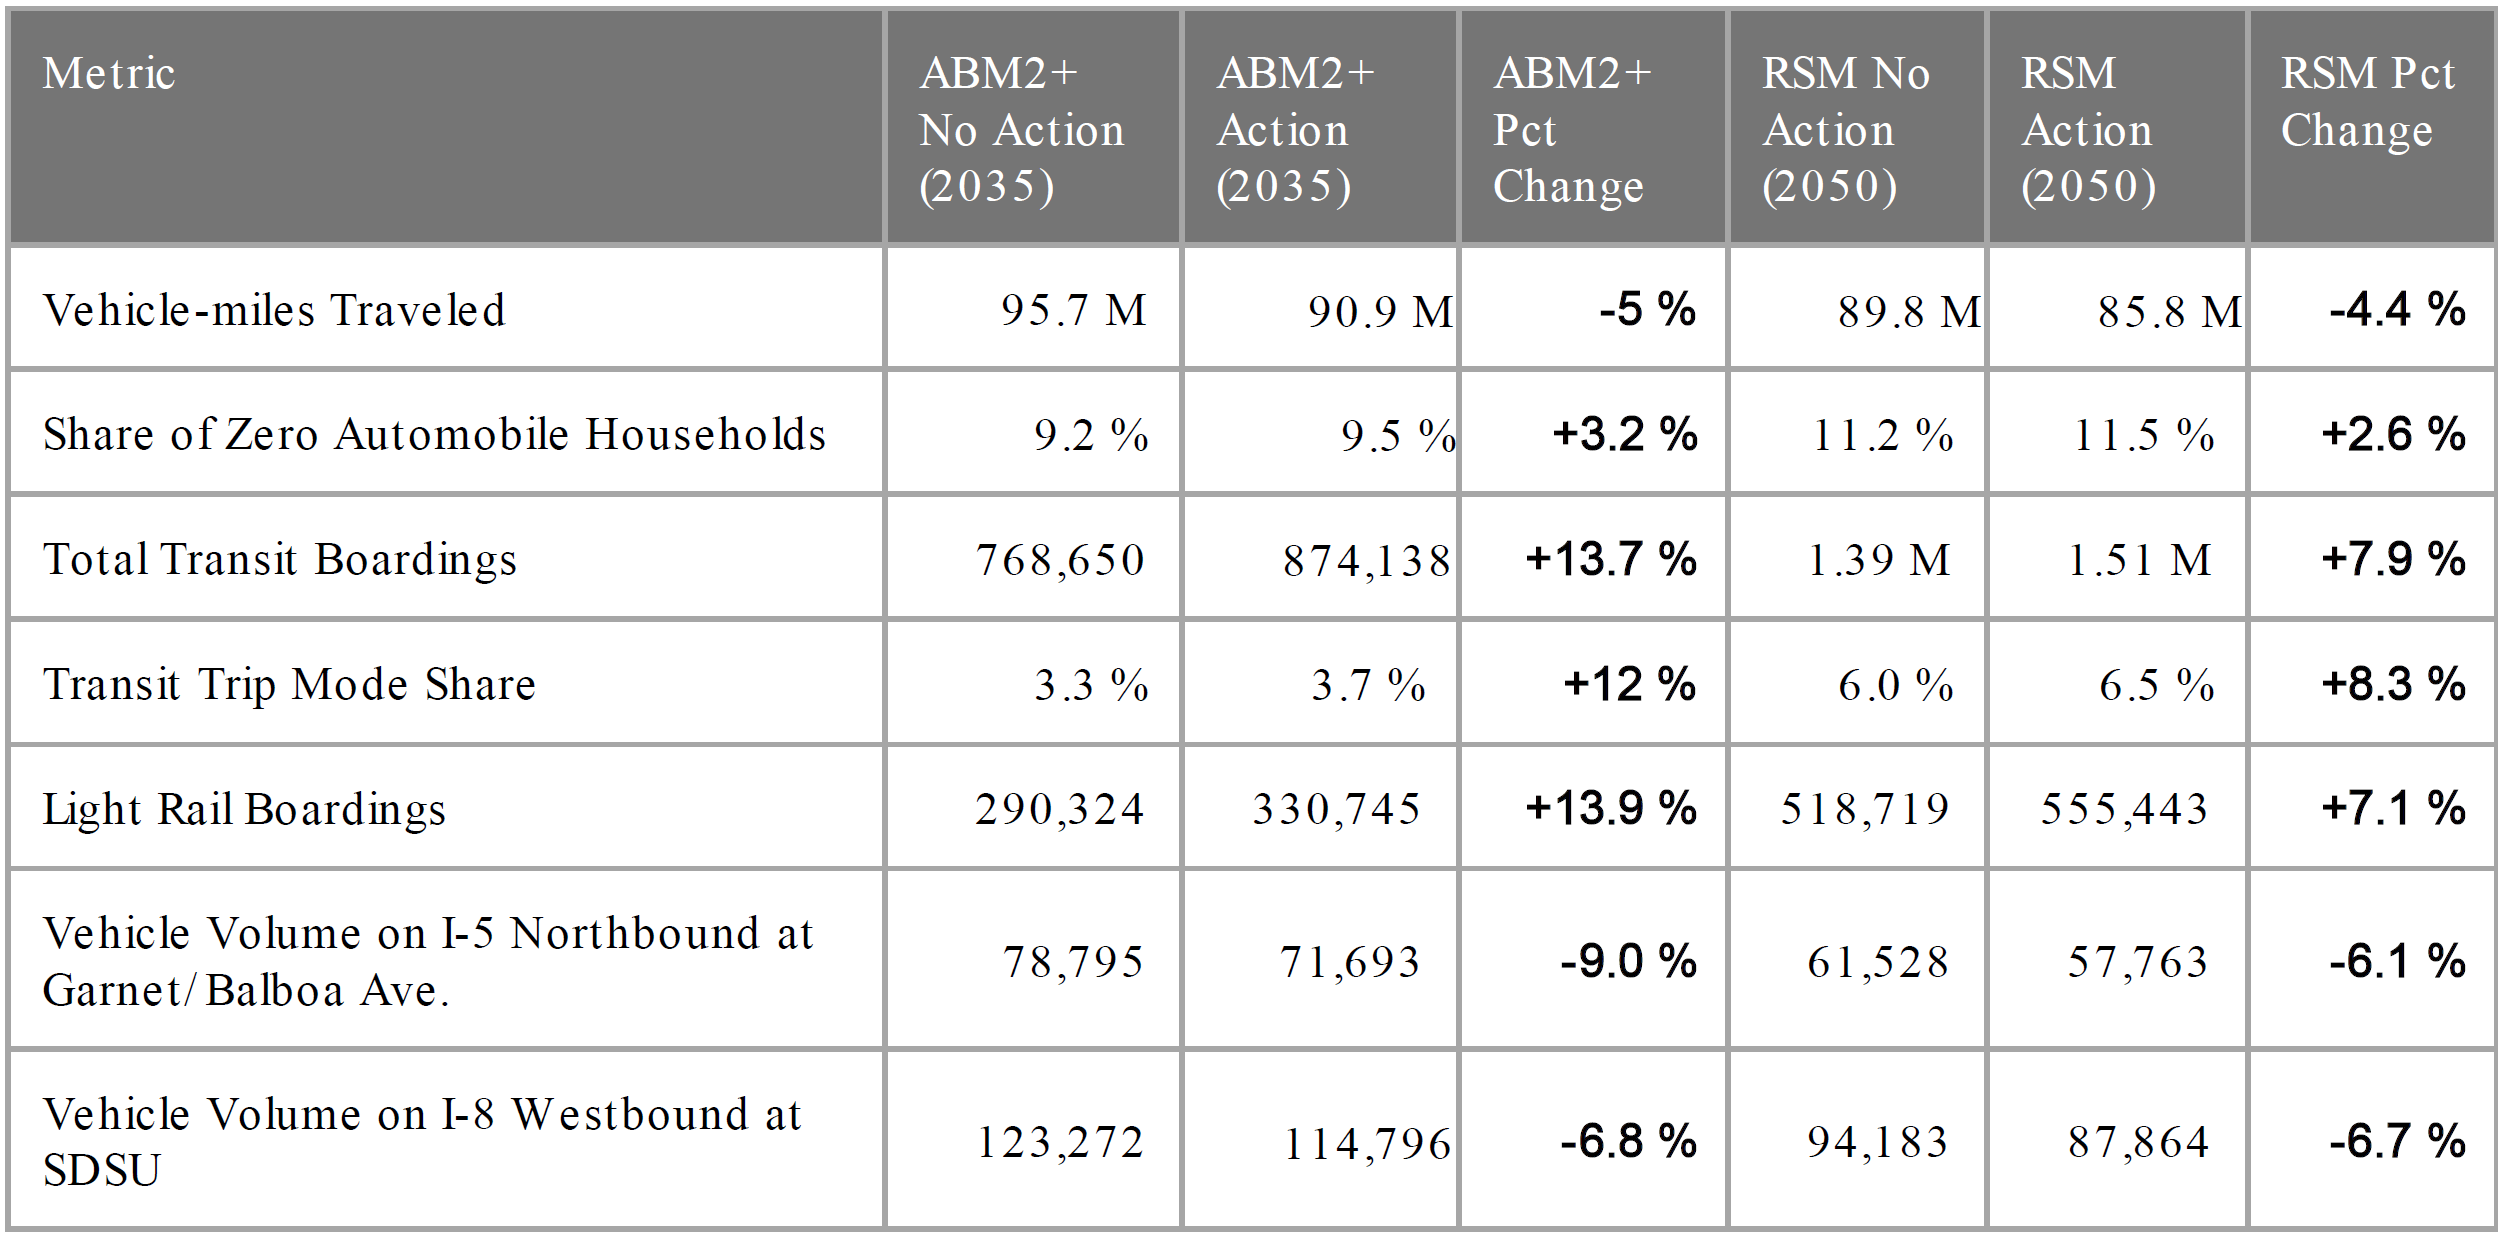 Metric ABM2+ No Action (2035) ABM2+ Action (2035) ABM2+ Pct Change RSM No Action (2050) RSM Action (2050) RSM Pct Change
Vehicle-miles Traveled 95.7 M 90.9 M -5 % 89.8 M 85.8 M -4.4 %
Share of Zero Automobile Households 9.2 % 9.5 % +3.2 % 11.2 % 11.5 % +2.6 %
Total Transit Boardings 768,650 874,138 +13.7 % 1.39 M 1.51 M +7.9 %
Transit Trip Mode Share 3.3 % 3.7 % +12 % 6.0 % 6.5 % +8.3 %
Light Rail Boardings 290,324 330,745 +13.9 % 518,719 555,443 +7.1 %
Vehicle Volume on I-5 Northbound at Garnet/Balboa Ave. 78,795 71,693 -9.0 % 61,528 57,763 -6.1 %
Vehicle Volume on I-8 Westbound at SDSU 123,272 114,796 -6.8 % 94,183 87,864 -6.7 %